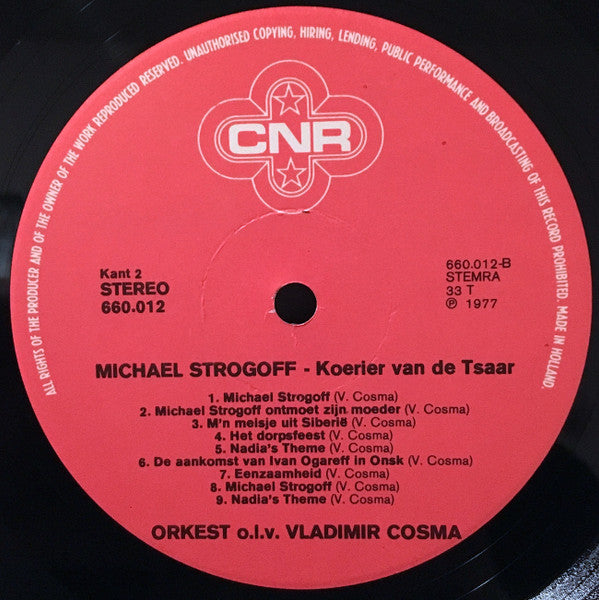 ALL RIGHTS OF THE PRODUCER AND OF THE OWNER OF THE WORK REPRODUCED RESERVED. UNAUTHORISED COPYING, HIRING, LENDING, PUBLIC PERFORMANCE AND BROADCASTING OF THIS RECORD PROHIBITED. MADE IN HOLLAND
CNR
Kant 2
STEREO
660.012
660.012-B
STEMRA
33 T
℗ 1977
MICHAEL STROGOFF - Koerier van de Tsaar
1. Michael Strogoff (V. Cosma)
2. Michael Strogoff ontmoet zijn moeder (V. Cosma)
3. M'n meisje uit Siberië (V. Cosma)
4. Het dorpsfeest (V. Cosma)
5. Nadia's Theme (V. Cosma)
6. De aankomst van Ivan Ogareff in Onsk (V. Cosma)
7. Eenzaamheid (V. Cosma)
8. Michael Strogoff (V. Cosma)
9. Nadia's Theme (V. Cosma)
ORKEST o.l.v. VLADIMIR COSMA